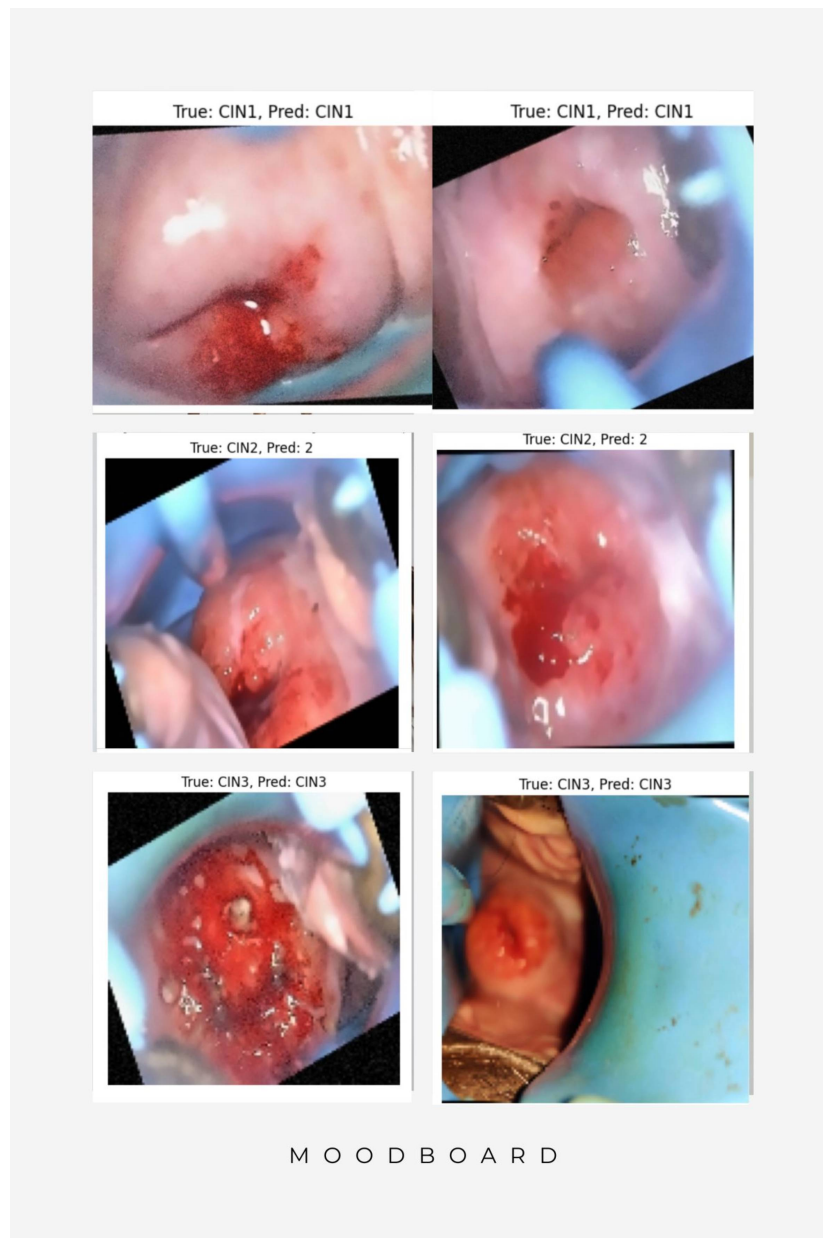 True: CIN1, Pred: CIN1
True: CIN1, Pred: CIN1
True: CIN2, Pred: 2
True: CIN2, Pred: 2
True: CIN3, Pred: CIN3
True: CIN3, Pred: CIN3
MOODBOARD